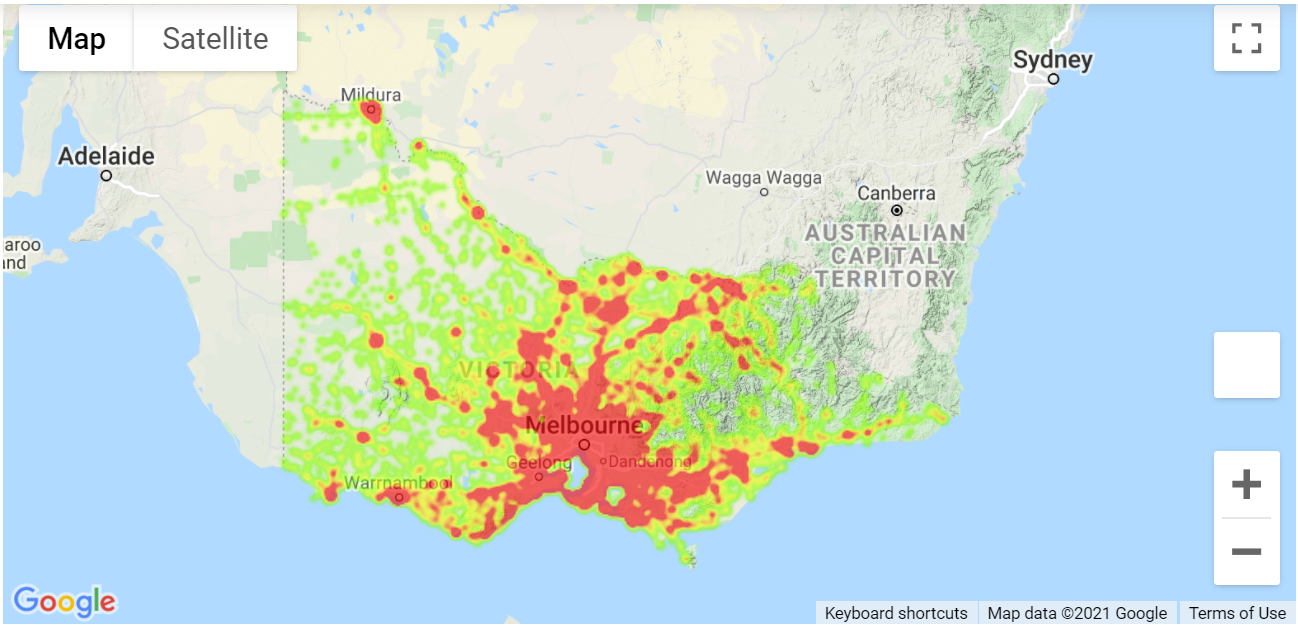 Map
Satellite
Sydney
Mildura
Adelaide
Wagga Wagga
Canberra
AUSTRALIAN
CAPITAL
TERRITORY
aroo
and
VICTORIA
Melbourne
Geelong
Dandenong
Warrnambool
Google
Keyboard shortcuts
Map data ©2021 Google
Terms of Use